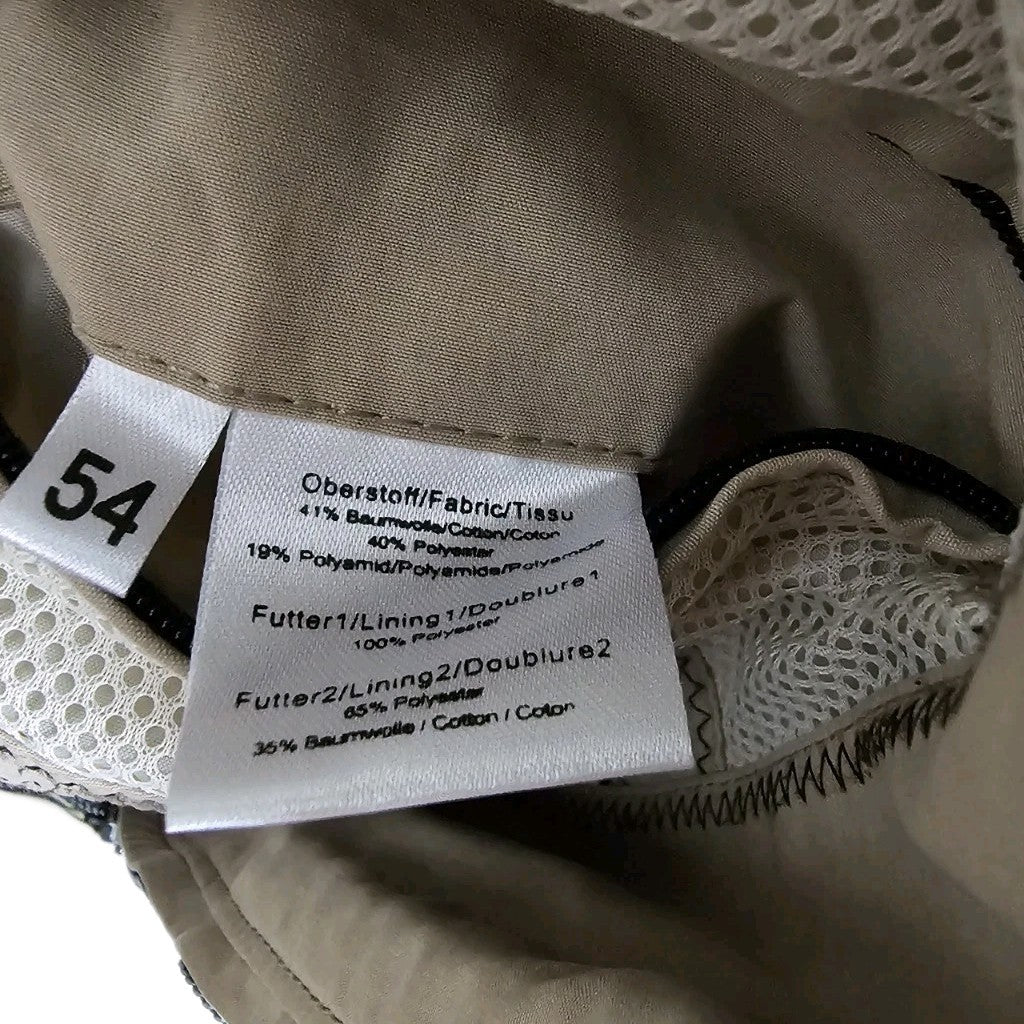 54
Oberstoff/Fabric/Tissu
41% Baumwolle/Cotton/Coton
40% Polyester
19% Polyamid/Polyamide/Polyamide
Futter1/Lining1/Doublure1
100% Polyester
Futter2/Lining2/Doublure2
65% Polyester
35% Baumwolle / Cotton / Coton